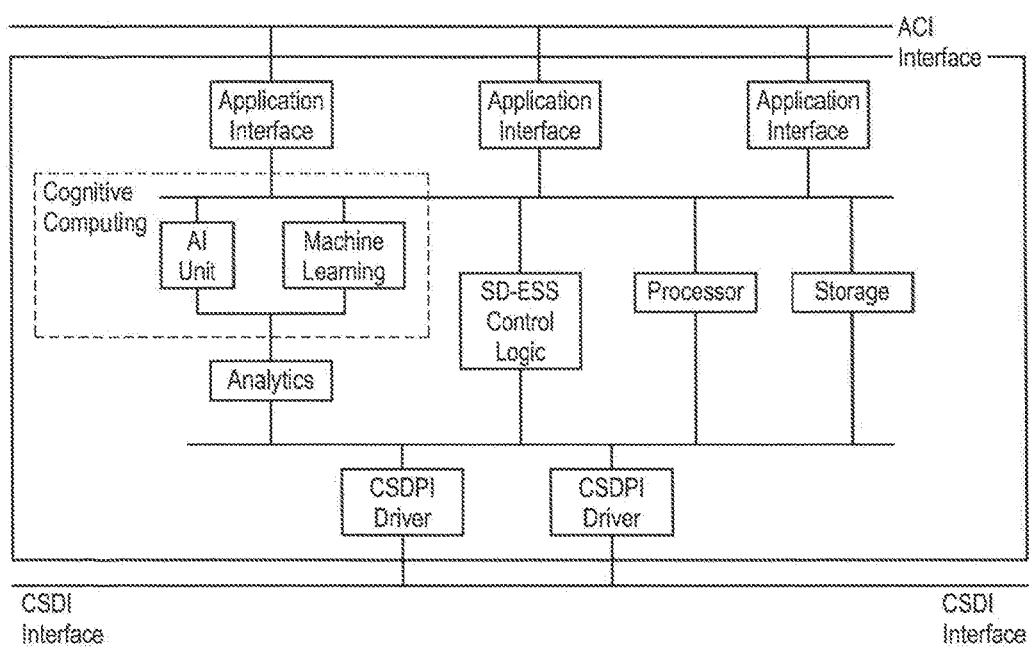 ACI
Interface
Application
Interface
Application
Interface
Application
Interface
Cognitive
Computing
AI
Unit
Machine
Learning
SD-ESS
Control
Logic
Processor
Storage
Analytics
CSDPI
Driver
CSDPI
Driver
CSDI
Interface
CSDI
Interface